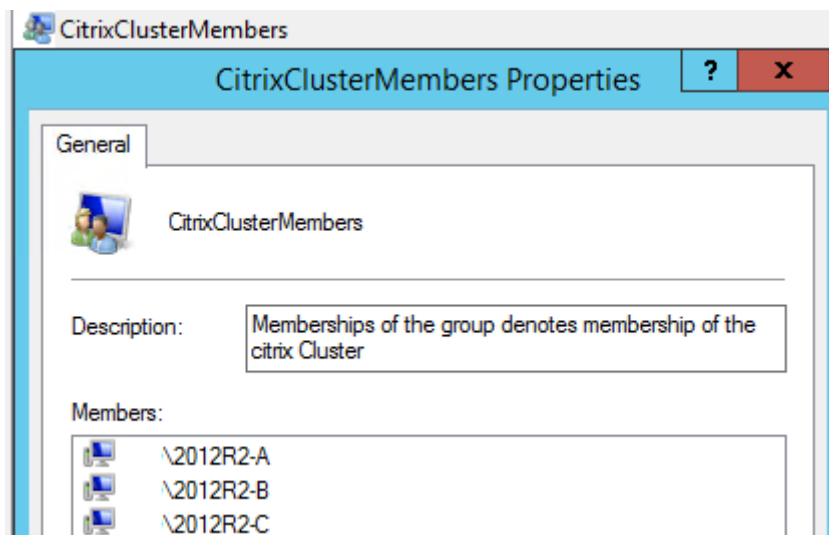 CitrixClusterMembers
CitrixClusterMembers Properties
?
x
General
CitrixClusterMembers
Description:
Memberships of the group denotes membership of the
citrix Cluster
Members:
\2012R2-A
\2012R2-B
\2012R2-C